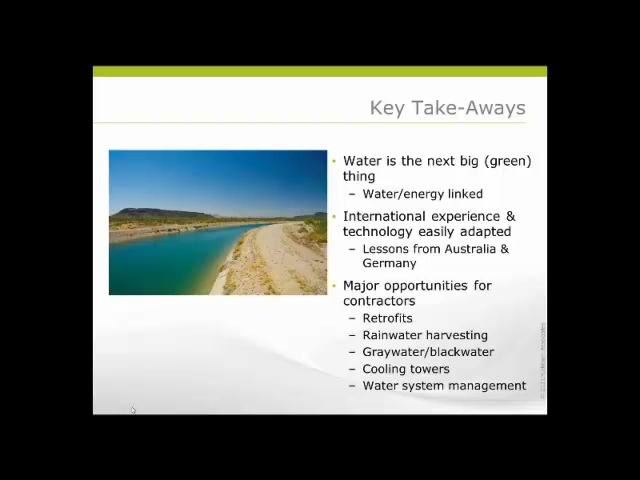 Key Take-Aways
• Water is the next big (green)
thing
– Water/energy linked
• International experience &
technology easily adapted
– Lessons from Australia &
Germany
• Major opportunities for
contractors
– Retrofits
– Rainwater harvesting
– Graywater/blackwater
– Cooling towers
– Water system management